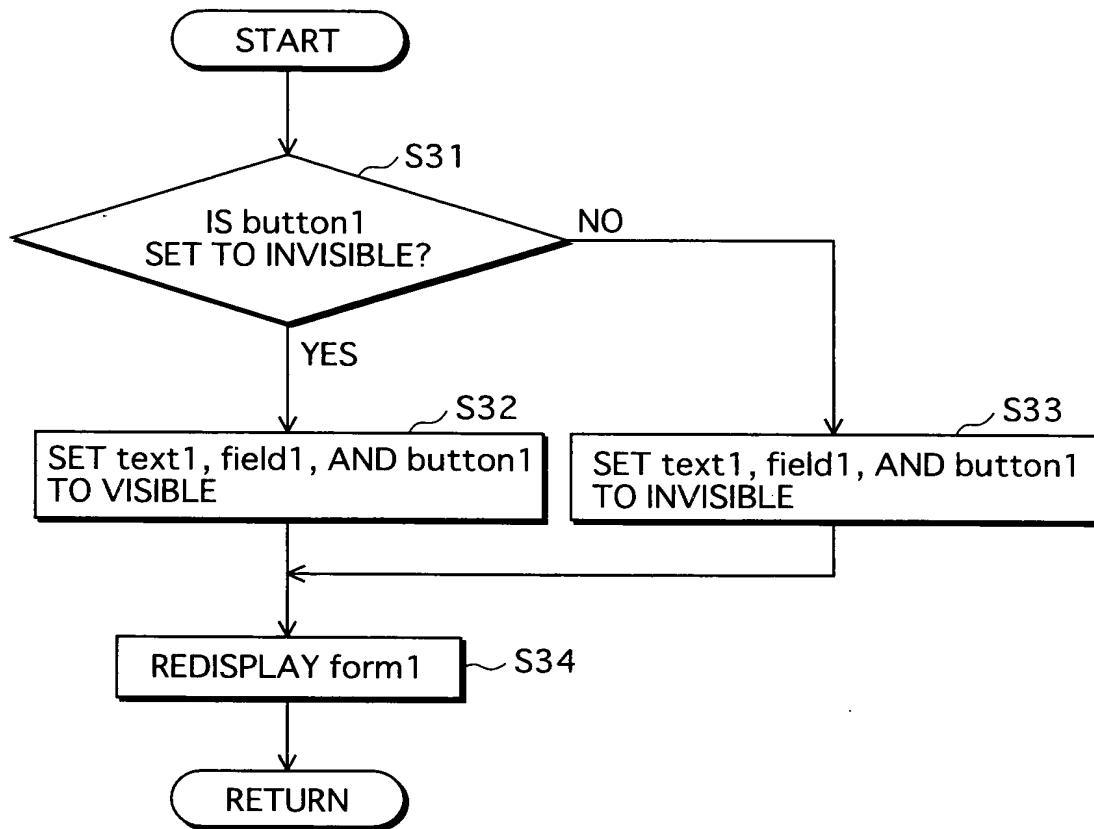 START
S31
IS button1
SET TO INVISIBLE?
NO
YES
S32
SET text1, field1, AND button1
TO VISIBLE
S33
SET text1, field1, AND button1
TO INVISIBLE
REDISPLAY form1
S34
RETURN